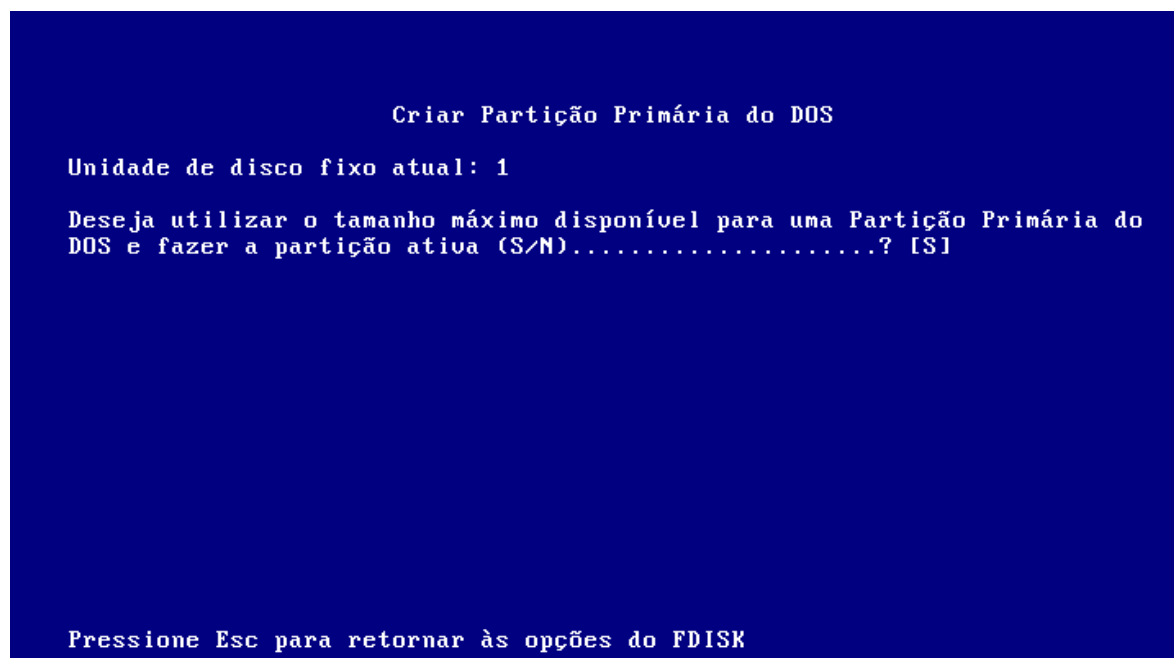 Criar Partição Primária do DOS
Unidade de disco fixo atual: 1
Deseja utilizar o tamanho máximo disponível para uma Partição Primária do
DOS e fazer a partição ativa (S/N).....................? [S]
Pressione Esc para retornar às opções do FDISK